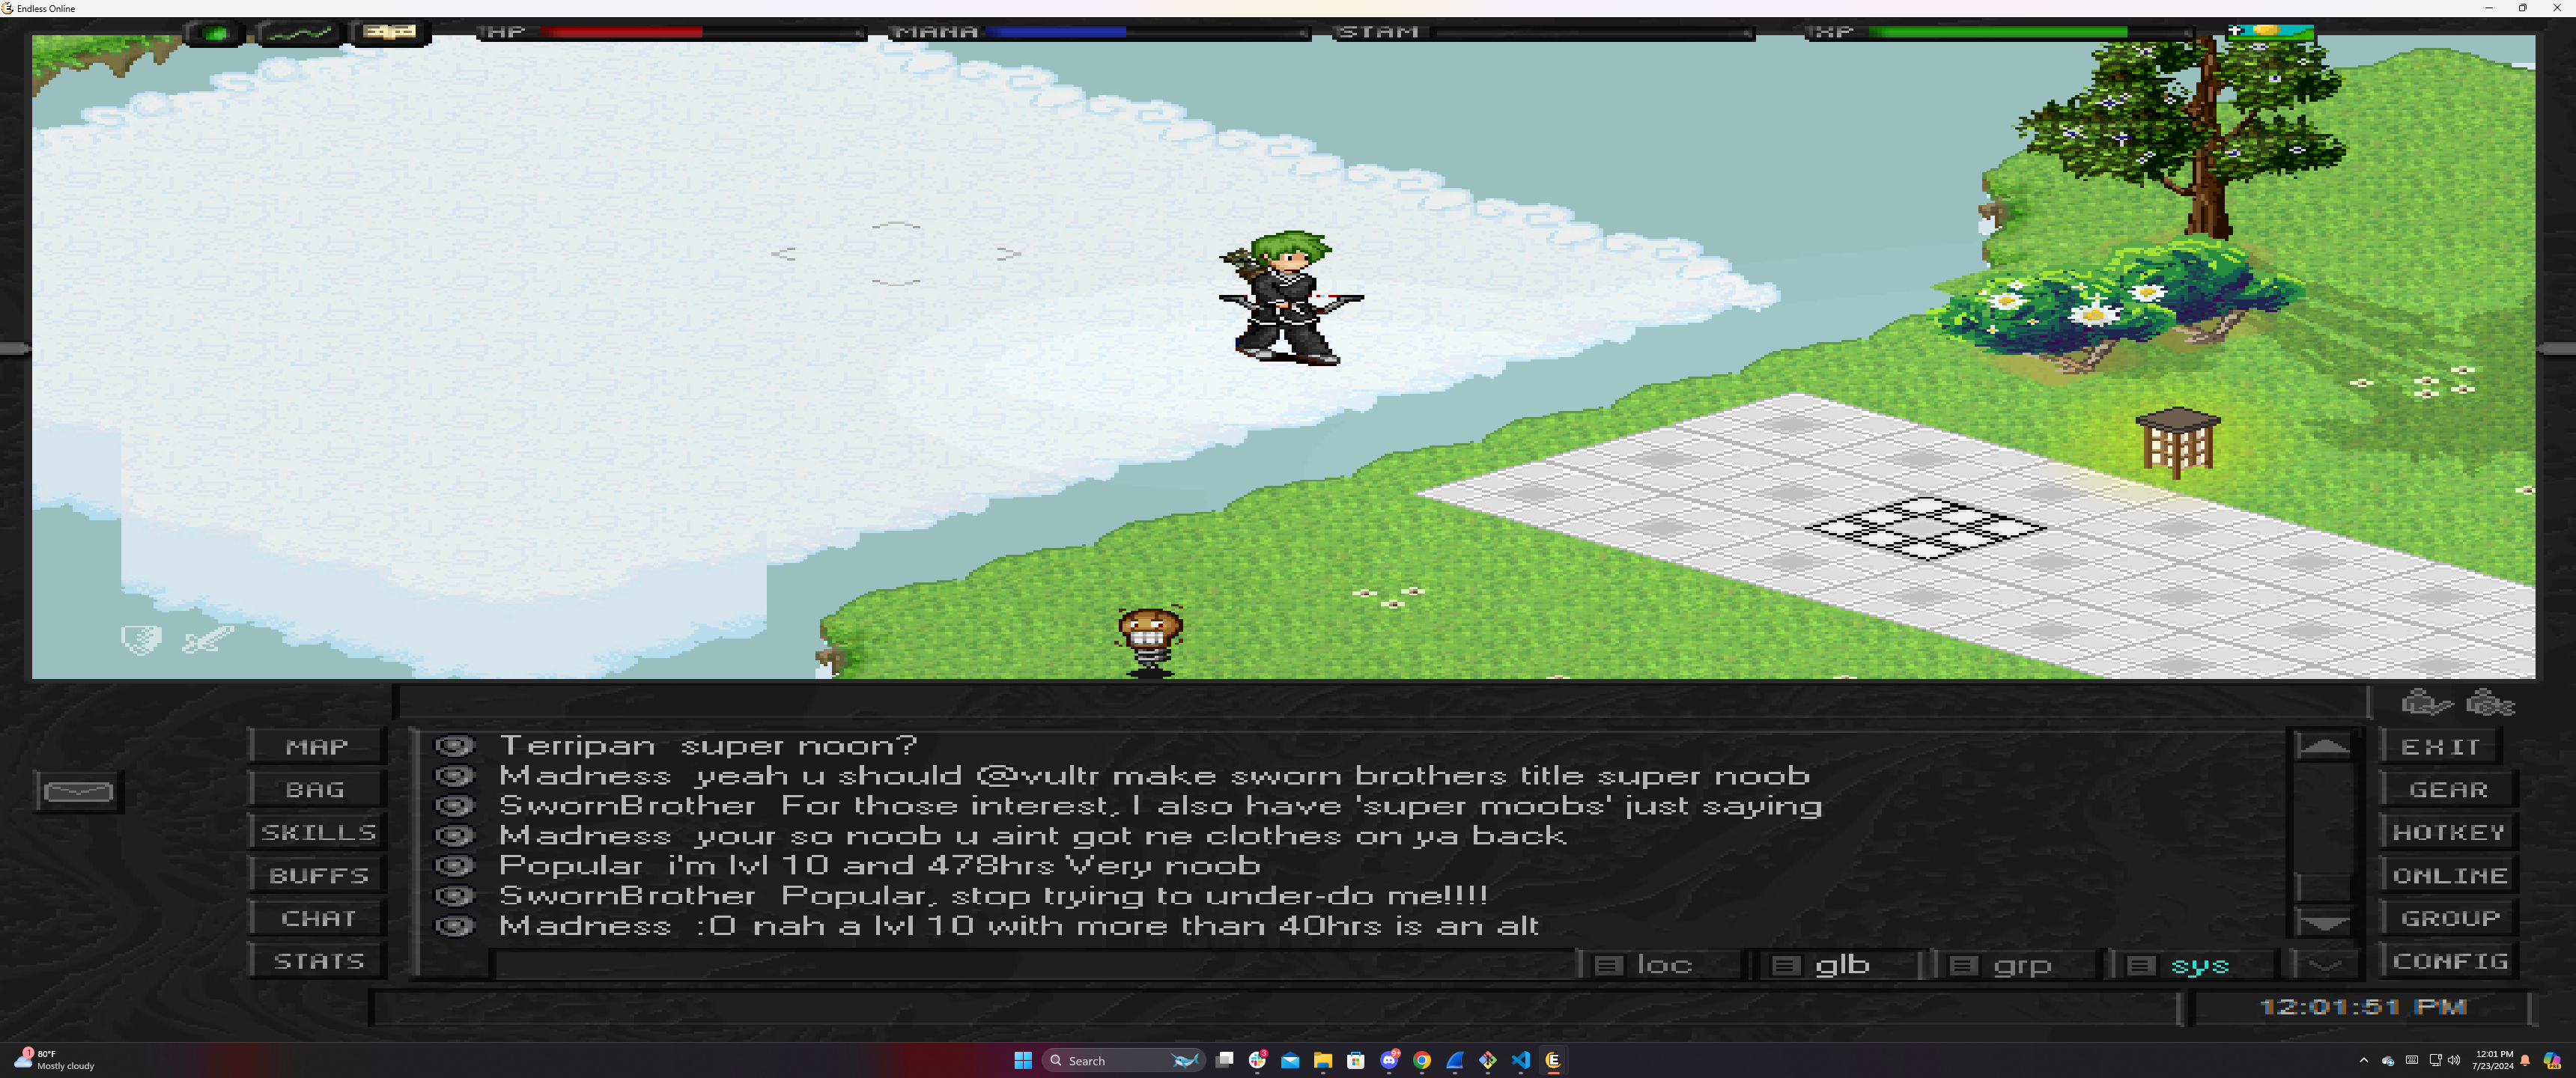 Endless Online
HP
MANA
STAM
XP
MAP
BAG
SKILLS
BUFFS
CHAT
STATS
Terripan super noon?
Madness yeah u should @vultr make sworn brothers title super noob
SwornBrother For those interest, I also have 'super moobs' just saying
Madness your so noob u aint got ne clothes on ya back
Popular i'm lvl 10 and 478hrs Very noob
SwornBrother Popular, stop trying to under-do me!!!!
Madness :O nah a lvl 10 with more than 40hrs is an alt
loc
glb
grp
sys
EXIT
GEAR
HOTKEY
ONLINE
GROUP
CONFIG
12:01:51 PM
1
80°F
Mostly cloudy
Search
3
9+
12:01 PM
7/23/2024